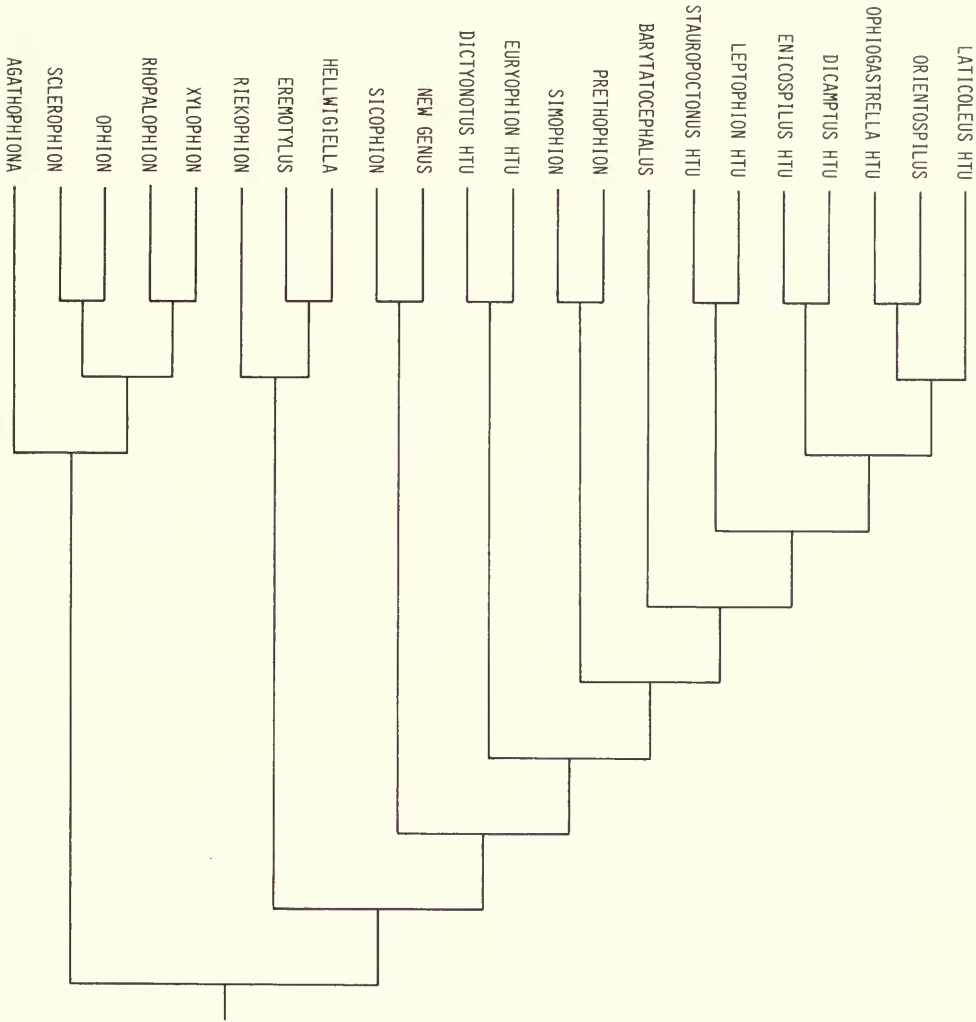 LATICOLEUS HTU
ORIENTOSPILUS
OPHIOGASTRELLA HTU
DICAMPTUS HTU
ENICOSPILUS HTU
LEPTOPHION HTU
STAUROPOCTONUS HTU
BARYTATOCEPHALUS
PRETHOPHION
SIMOPHION
EURYOPHION HTU
DICTYONOTUS HTU
NEW GENUS
SICOPHION
HELLWIGIELLA
EREMOTYLUS
RIEKOPHION
XYLOPHION
RHOPALOPHION
OPHION
SCLEROPHION
AGATHOPHIONA